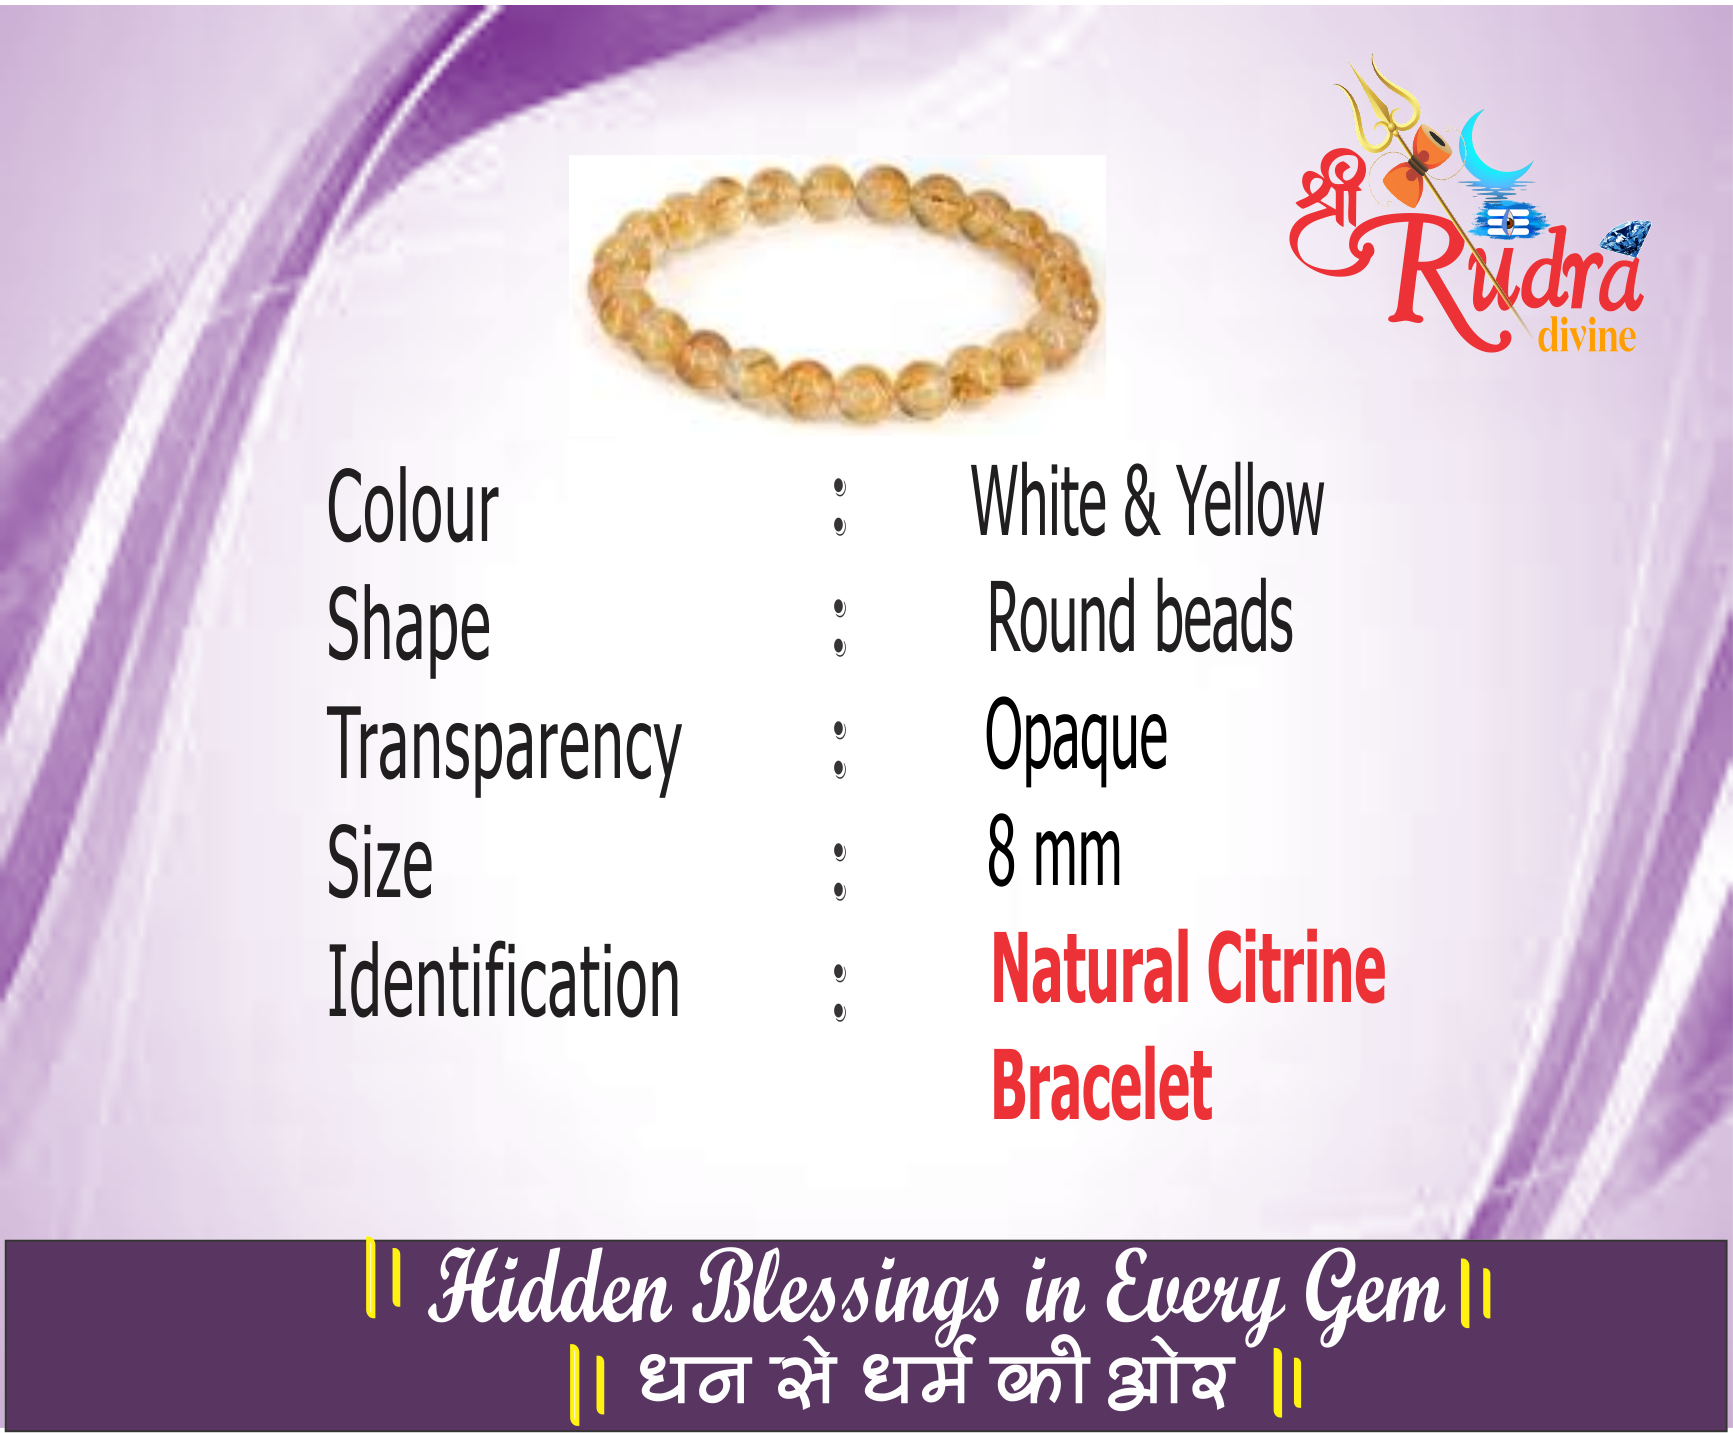 श्री
Rudra
divine
Colour : White & Yellow
Shape : Round beads
Transparency : Opaque
Size : 8 mm
Identification : Natural Citrine
Bracelet
|| Hidden Blessings in Every Gem ||
|| धन से धर्म की ओर ||